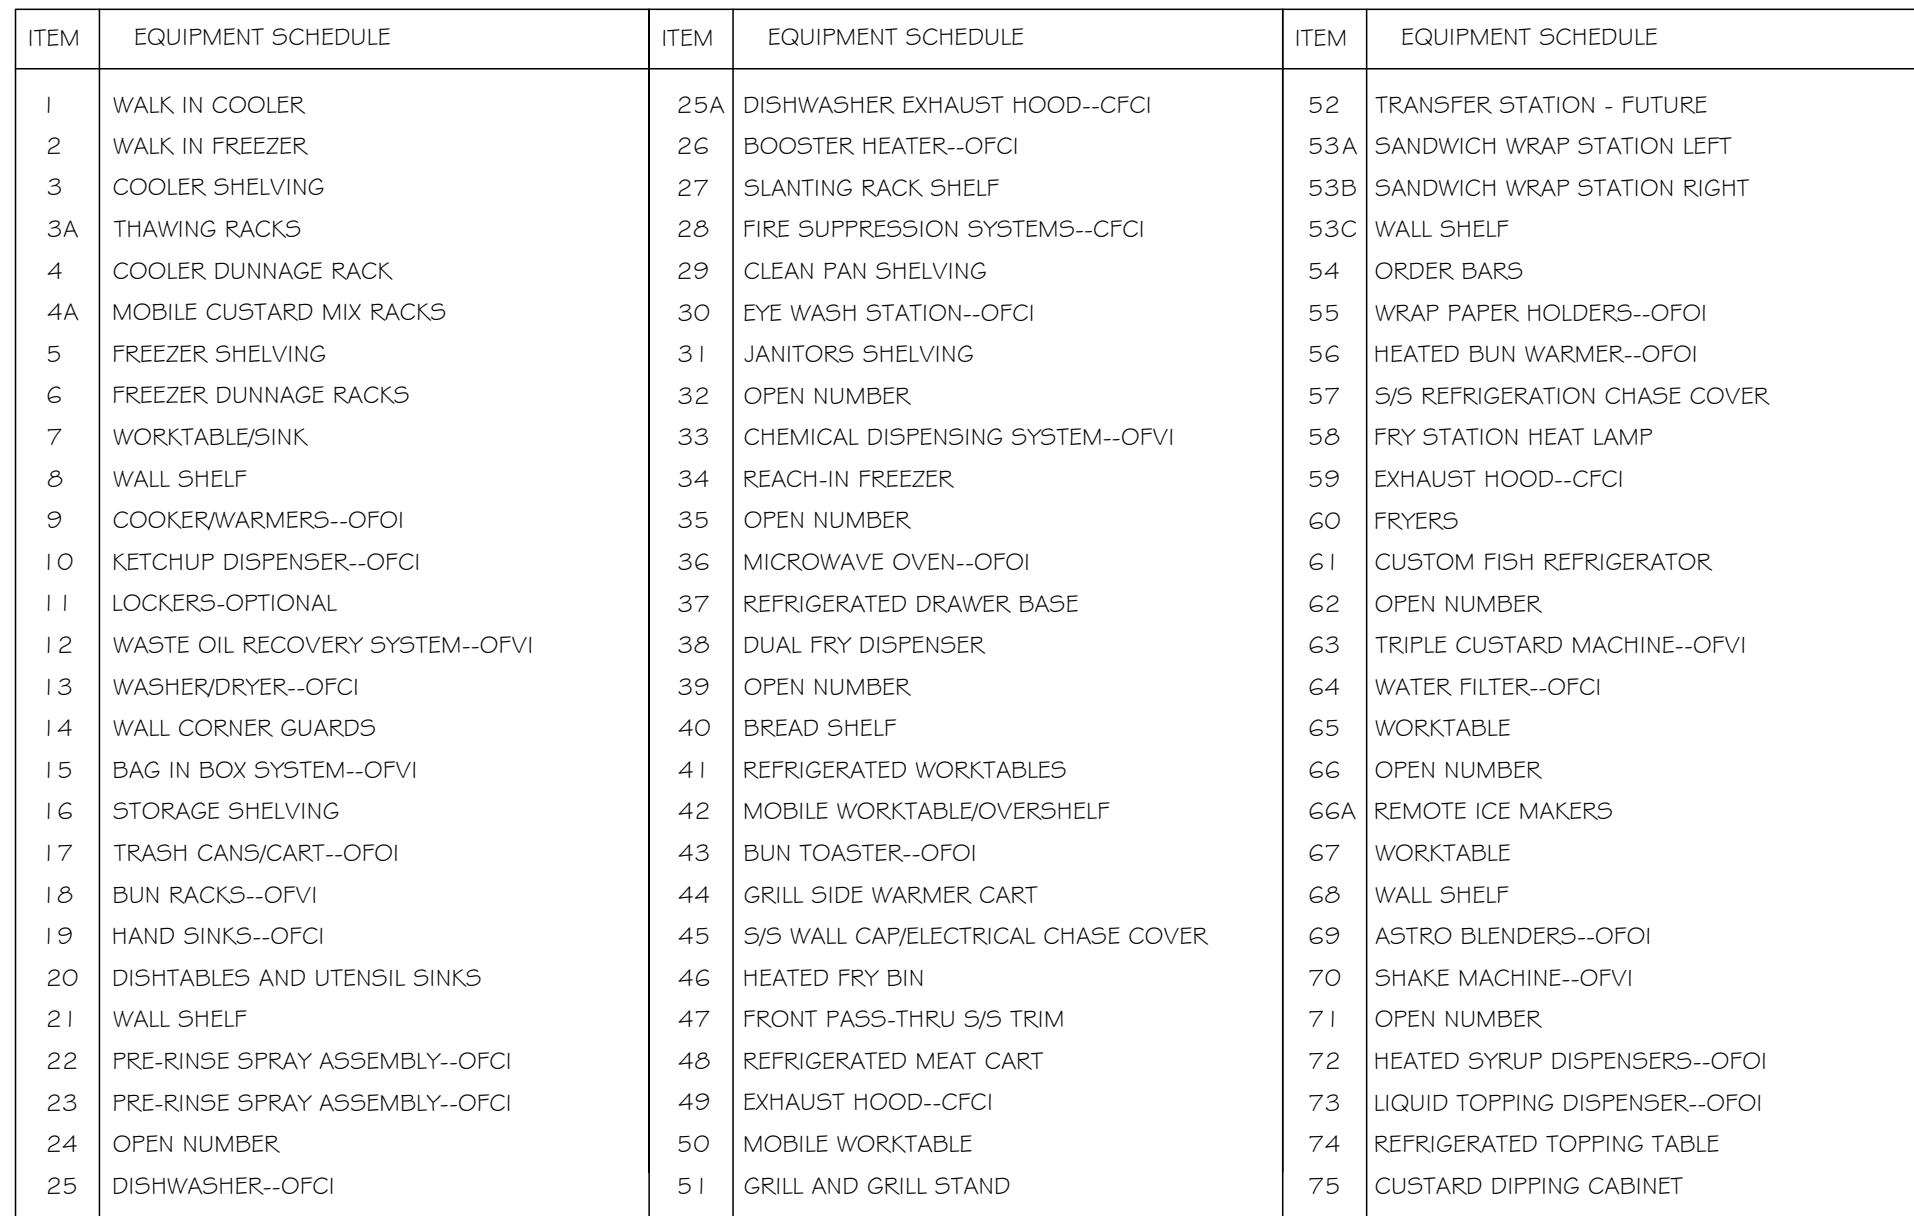 ITEM EQUIPMENT SCHEDULE
1 WALK IN COOLER
2 WALK IN FREEZER
3 COOLER SHELVING
3A THAWING RACKS
4 COOLER DUNNAGE RACK
4A MOBILE CUSTARD MIX RACKS
5 FREEZER SHELVING
6 FREEZER DUNNAGE RACKS
7 WORKTABLE/SINK
8 WALL SHELF
9 COOKER/WARMERS--OFOI
10 KETCHUP DISPENSER--OFCI
11 LOCKERS-OPTIONAL
12 WASTE OIL RECOVERY SYSTEM--OFVI
13 WASHER/DRYER--OFCI
14 WALL CORNER GUARDS
15 BAG IN BOX SYSTEM--OFVI
16 STORAGE SHELVING
17 TRASH CANS/CART--OFOI
18 BUN RACKS--OFVI
19 HAND SINKS--OFCI
20 DISHTABLES AND UTENSIL SINKS
21 WALL SHELF
22 PRE-RINSE SPRAY ASSEMBLY--OFCI
23 PRE-RINSE SPRAY ASSEMBLY--OFCI
24 OPEN NUMBER
25 DISHWASHER--OFCI
ITEM EQUIPMENT SCHEDULE
25A DISHWASHER EXHAUST HOOD--CFCI
26 BOOSTER HEATER--OFCI
27 SLANTING RACK SHELF
28 FIRE SUPPRESSION SYSTEMS--CFCI
29 CLEAN PAN SHELVING
30 EYE WASH STATION--OFCI
31 JANITORS SHELVING
32 OPEN NUMBER
33 CHEMICAL DISPENSING SYSTEM--OFVI
34 REACH-IN FREEZER
35 OPEN NUMBER
36 MICROWAVE OVEN--OFOI
37 REFRIGERATED DRAWER BASE
38 DUAL FRY DISPENSER
39 OPEN NUMBER
40 BREAD SHELF
41 REFRIGERATED WORKTABLES
42 MOBILE WORKTABLE/OVERSHELF
43 BUN TOASTER--OFOI
44 GRILL SIDE WARMER CART
45 S/S WALL CAP/ELECTRICAL CHASE COVER
46 HEATED FRY BIN
47 FRONT PASS-THRU S/S TRIM
48 REFRIGERATED MEAT CART
49 EXHAUST HOOD--CFCI
50 MOBILE WORKTABLE
51 GRILL AND GRILL STAND
ITEM EQUIPMENT SCHEDULE
52 TRANSFER STATION - FUTURE
53A SANDWICH WRAP STATION LEFT
53B SANDWICH WRAP STATION RIGHT
53C WALL SHELF
54 ORDER BARS
55 WRAP PAPER HOLDERS--OFOI
56 HEATED BUN WARMER--OFOI
57 S/S REFRIGERATION CHASE COVER
58 FRY STATION HEAT LAMP
59 EXHAUST HOOD--CFCI
60 FRYERS
61 CUSTOM FISH REFRIGERATOR
62 OPEN NUMBER
63 TRIPLE CUSTARD MACHINE--OFVI
64 WATER FILTER--OFCI
65 WORKTABLE
66 OPEN NUMBER
66A REMOTE ICE MAKERS
67 WORKTABLE
68 WALL SHELF
69 ASTRO BLENDERS--OFOI
70 SHAKE MACHINE--OFVI
71 OPEN NUMBER
72 HEATED SYRUP DISPENSERS--OFOI
73 LIQUID TOPPING DISPENSER--OFOI
74 REFRIGERATED TOPPING TABLE
75 CUSTARD DIPPING CABINET